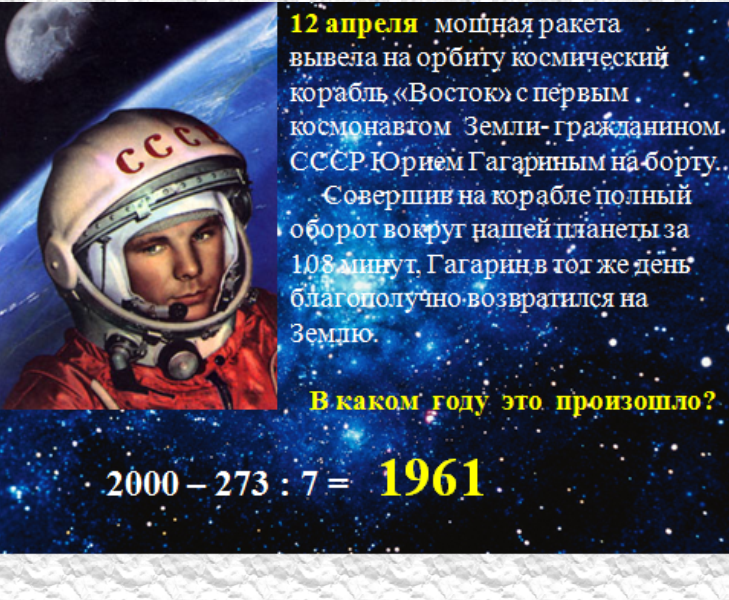 СССР
12 апреля мощная ракета
вывела на орбиту космический
корабль «Восток» с первым
космонавтом Земли- гражданином
СССР Юрием Гагариным на борту..
Совершив на корабле полный
оборот вокруг нашей планеты за
108 минут, Гагарин в тот же день
благополучно возвратился на
Землю.
В каком году это произошло?
2000 – 273 : 7 = 1961